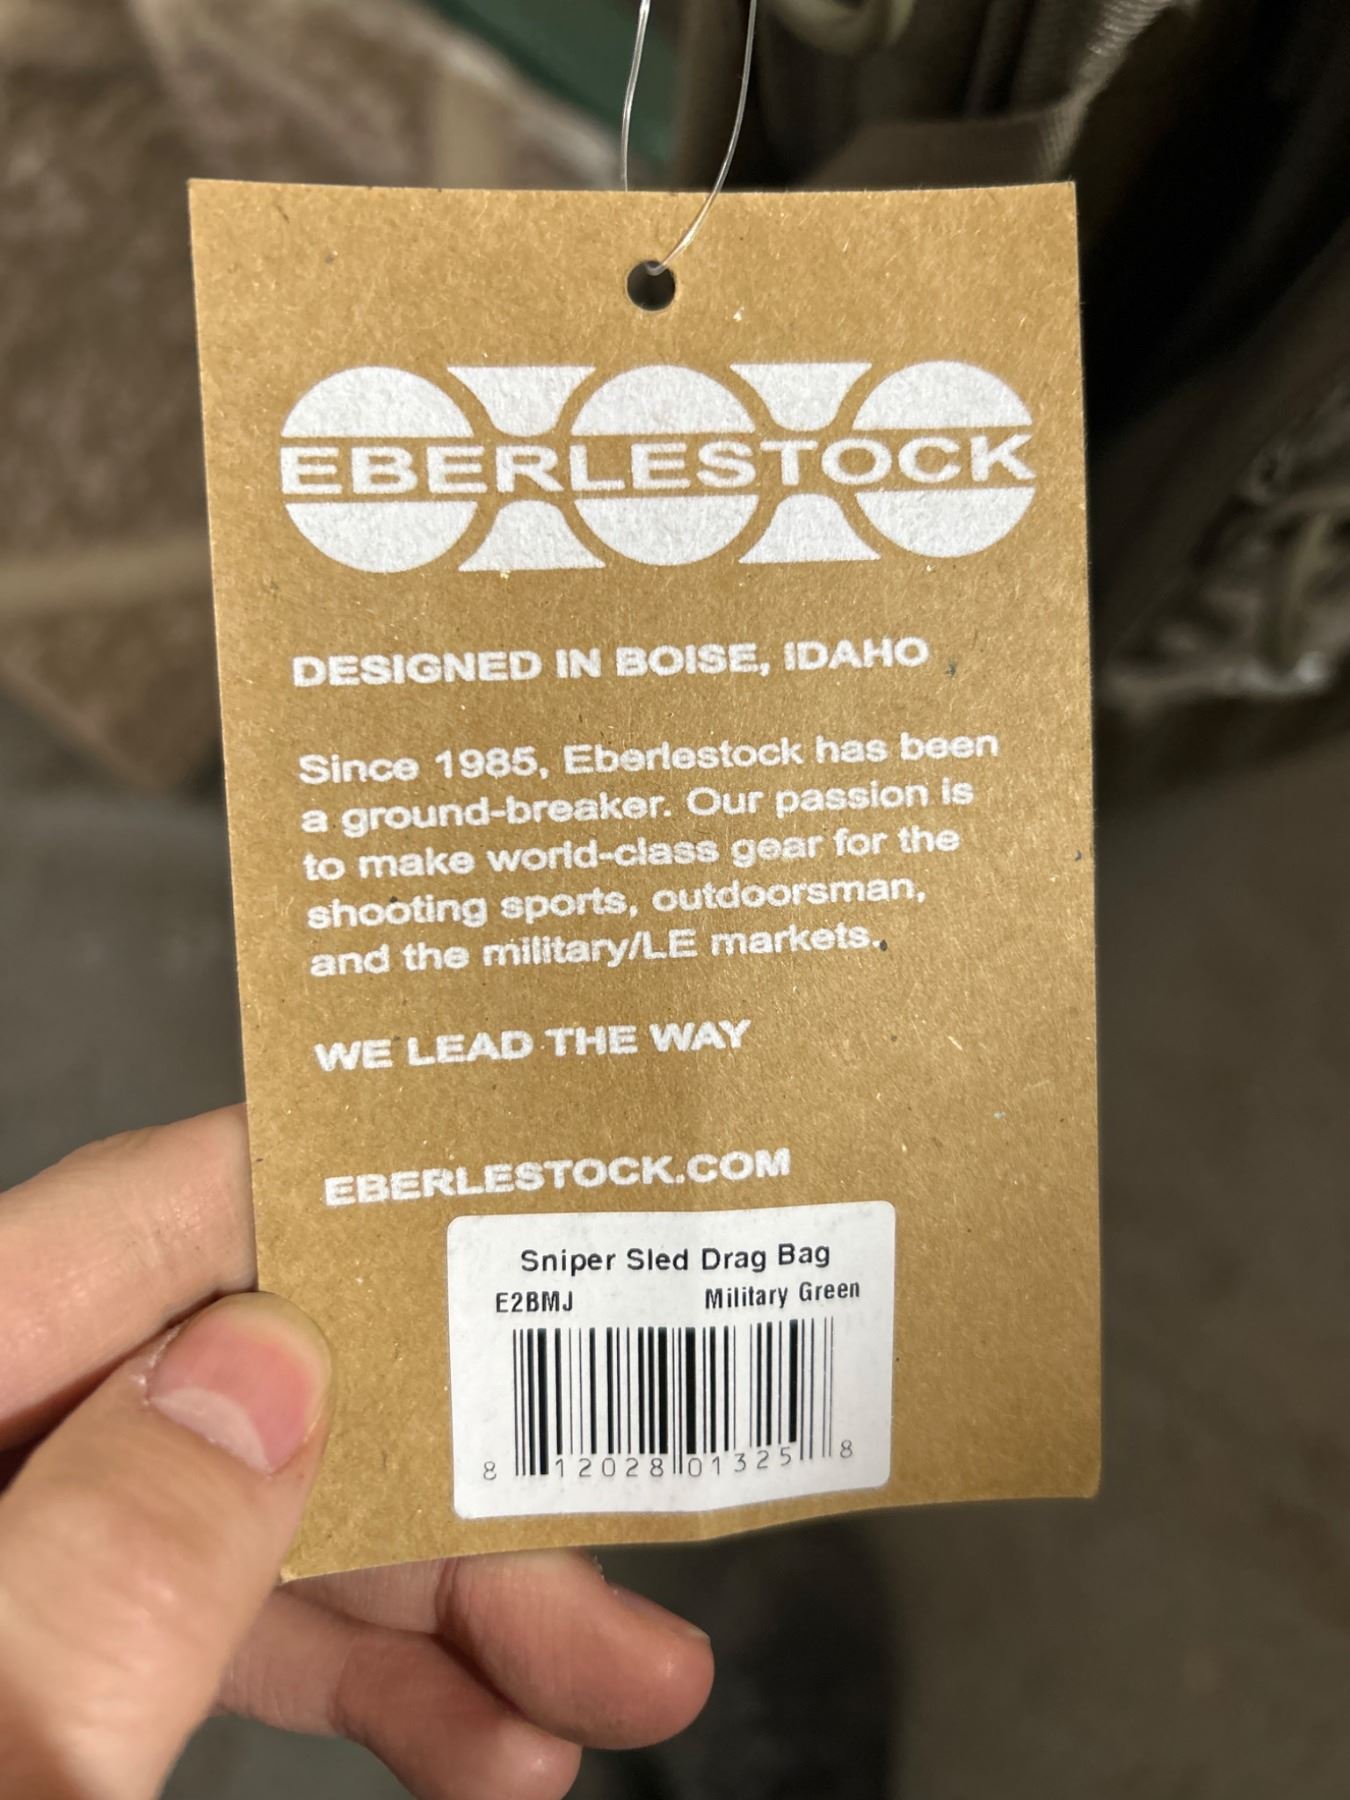 EBERLESTOCK
DESIGNED IN BOISE, IDAHO
Since 1985, Eberlestock has been
a ground-breaker. Our passion is
to make world-class gear for the
shooting sports, outdoorsman,
and the military/LE markets.
WE LEAD THE WAY
EBERLESTOCK.COM
Sniper Sled Drag Bag
E2BMJ Military Green
8 12028 01325 8